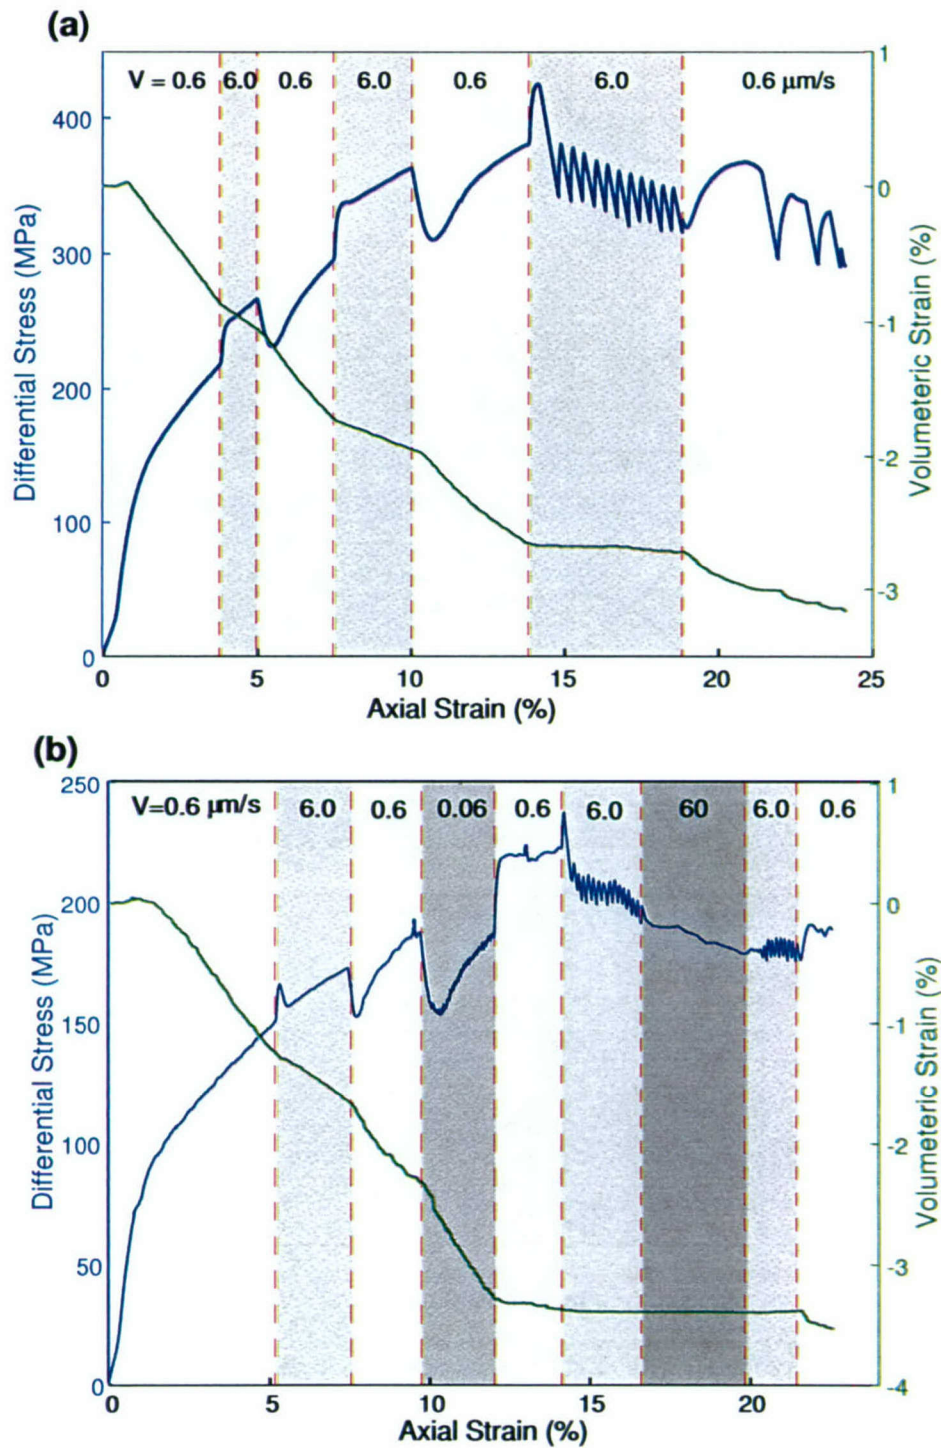 (a)
V = 0.6 6.0 0.6 6.0 0.6 6.0 0.6 μm/s
400
300
200
100
0
Differential Stress (MPa)
1
0
-1
-2
-3
Volumeteric Strain (%)
0 5 10 15 20 25
Axial Strain (%)
(b)
V=0.6 μm/s 6.0 0.6 0.06 0.6 6.0 60 6.0 0.6
250
200
150
100
50
0
Differential Stress (MPa)
1
0
-1
-2
-3
-4
Volumeteric Strain (%)
0 5 10 15 20
Axial Strain (%)